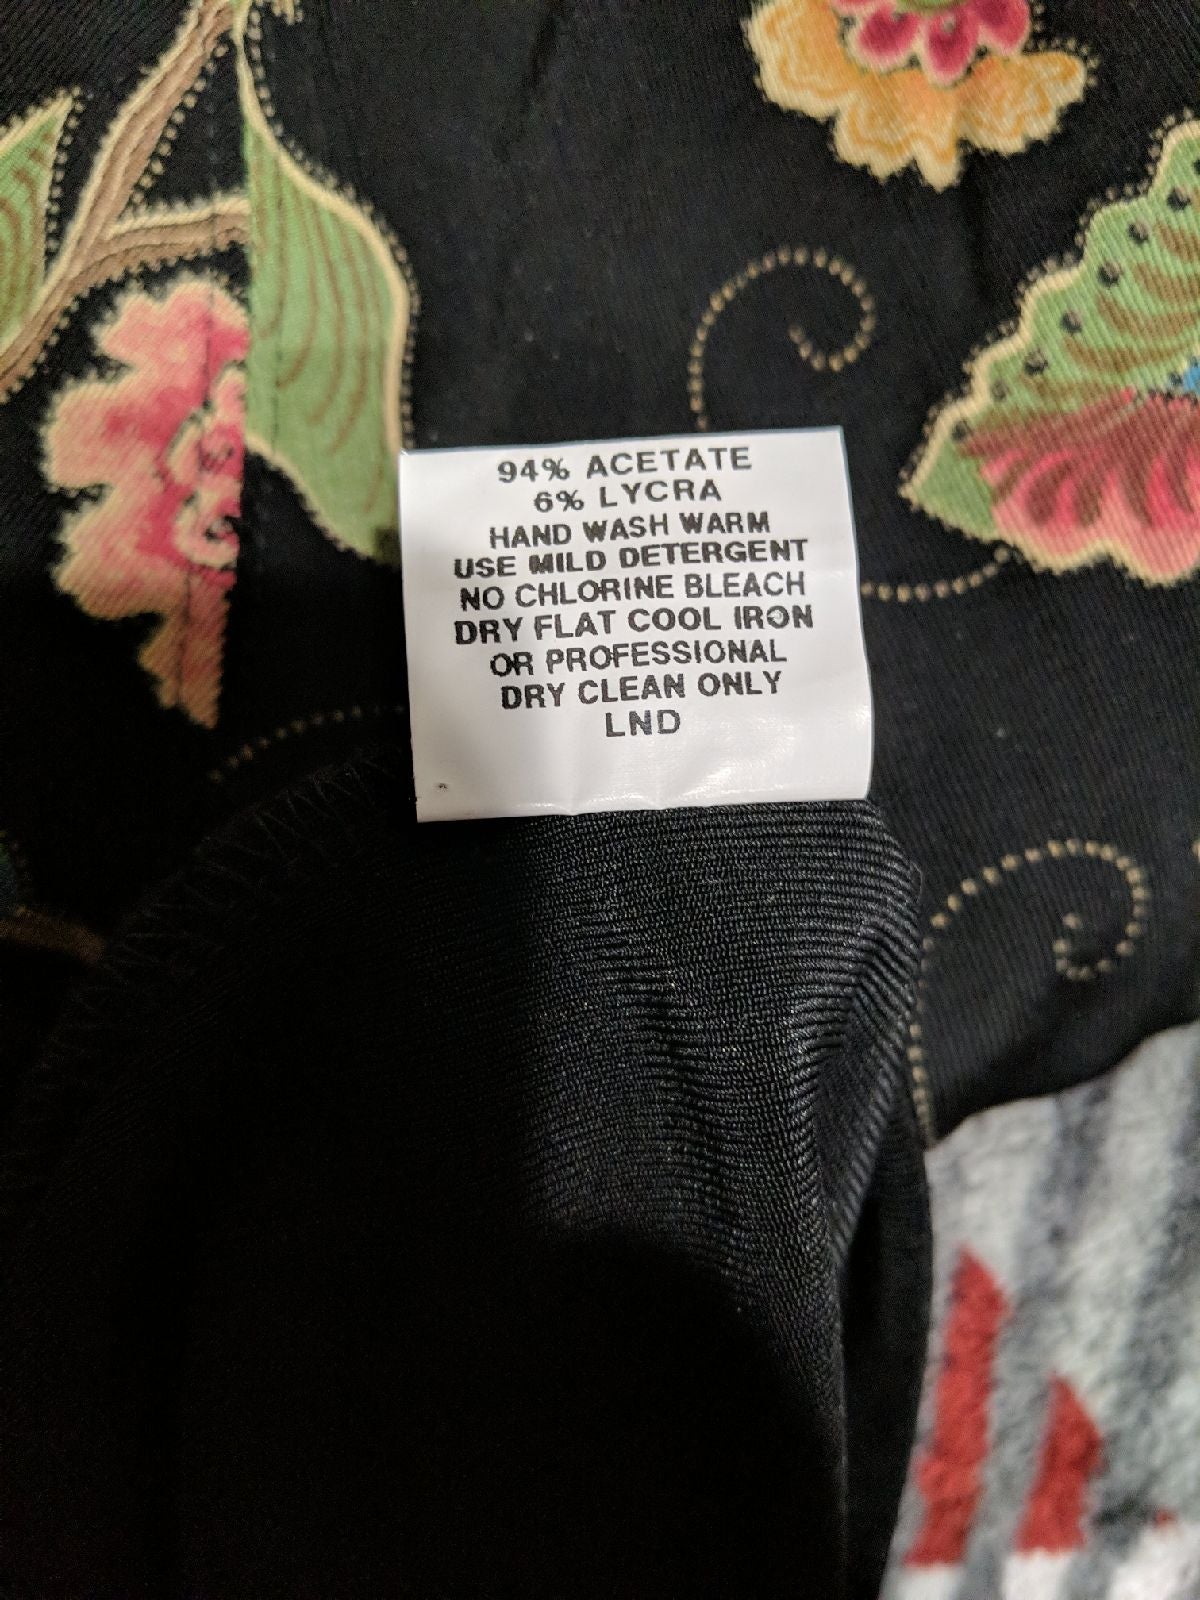 94% ACETATE
6% LYCRA
HAND WASH WARM
USE MILD DETERGENT
NO CHLORINE BLEACH
DRY FLAT COOL IRON
OR PROFESSIONAL
DRY CLEAN ONLY
LND